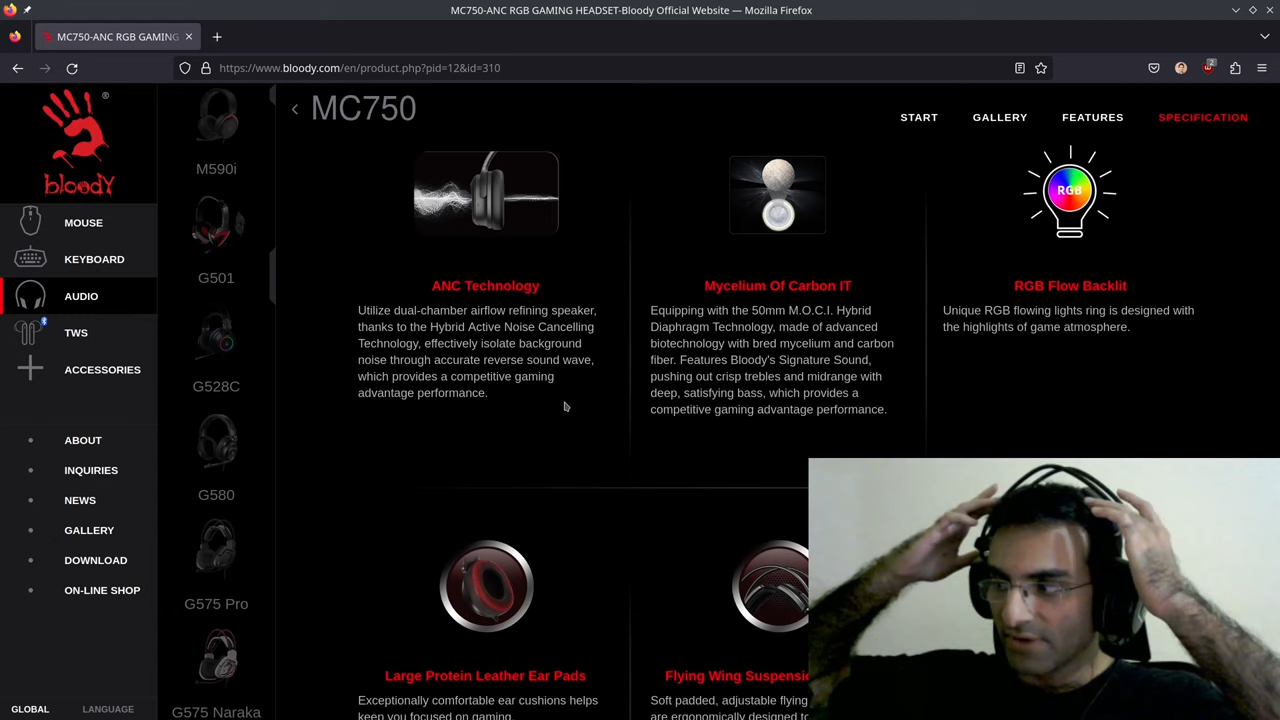 MC750-ANC RGB GAMING HEADSET-Bloody Official Website — Mozilla Firefox
MC750-ANC RGB GAMING
https://www.bloody.com/en/product.php?pid=12&id=310
2
®
bloody
MOUSE
KEYBOARD
AUDIO
TWS
ACCESSORIES
ABOUT
INQUIRIES
NEWS
GALLERY
DOWNLOAD
ON-LINE SHOP
GLOBAL
LANGUAGE
M590i
G501
G528C
G580
G575 Pro
G575 Naraka
MC750
START
GALLERY
FEATURES
SPECIFICATION
ANC Technology
Utilize dual-chamber airflow refining speaker,
thanks to the Hybrid Active Noise Cancelling
Technology, effectively isolate background
noise through accurate reverse sound wave,
which provides a competitive gaming
advantage performance.
Mycelium Of Carbon IT
Equipping with the 50mm M.O.C.I. Hybrid
Diaphragm Technology, made of advanced
biotechnology with bred mycelium and carbon
fiber. Features Bloody's Signature Sound,
pushing out crisp trebles and midrange with
deep, satisfying bass, which provides a
competitive gaming advantage performance.
RGB
RGB Flow Backlit
Unique RGB flowing lights ring is designed with
the highlights of game atmosphere.
Large Protein Leather Ear Pads
Exceptionally comfortable ear cushions helps
keep you focused on gaming.
Flying Wing
Soft padded, adjustable flying
are ergonomically designed to